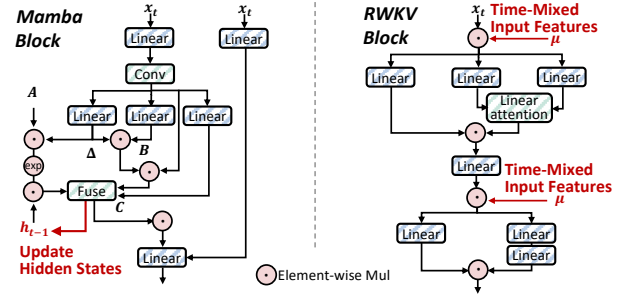 Mamba
Block
x_t
x_t
Linear
Linear
Conv
A
Linear
Linear
Linear
Δ
B
exp
Fuse
C
h_{t−1}
Update
Hidden States
Linear
Element-wise Mul
RWKV
Block
x_t
Time-Mixed
Input Features
μ
Linear
Linear
Linear
Linear
attention
Linear
Time-Mixed
Input Features
μ
Linear
Linear
Linear